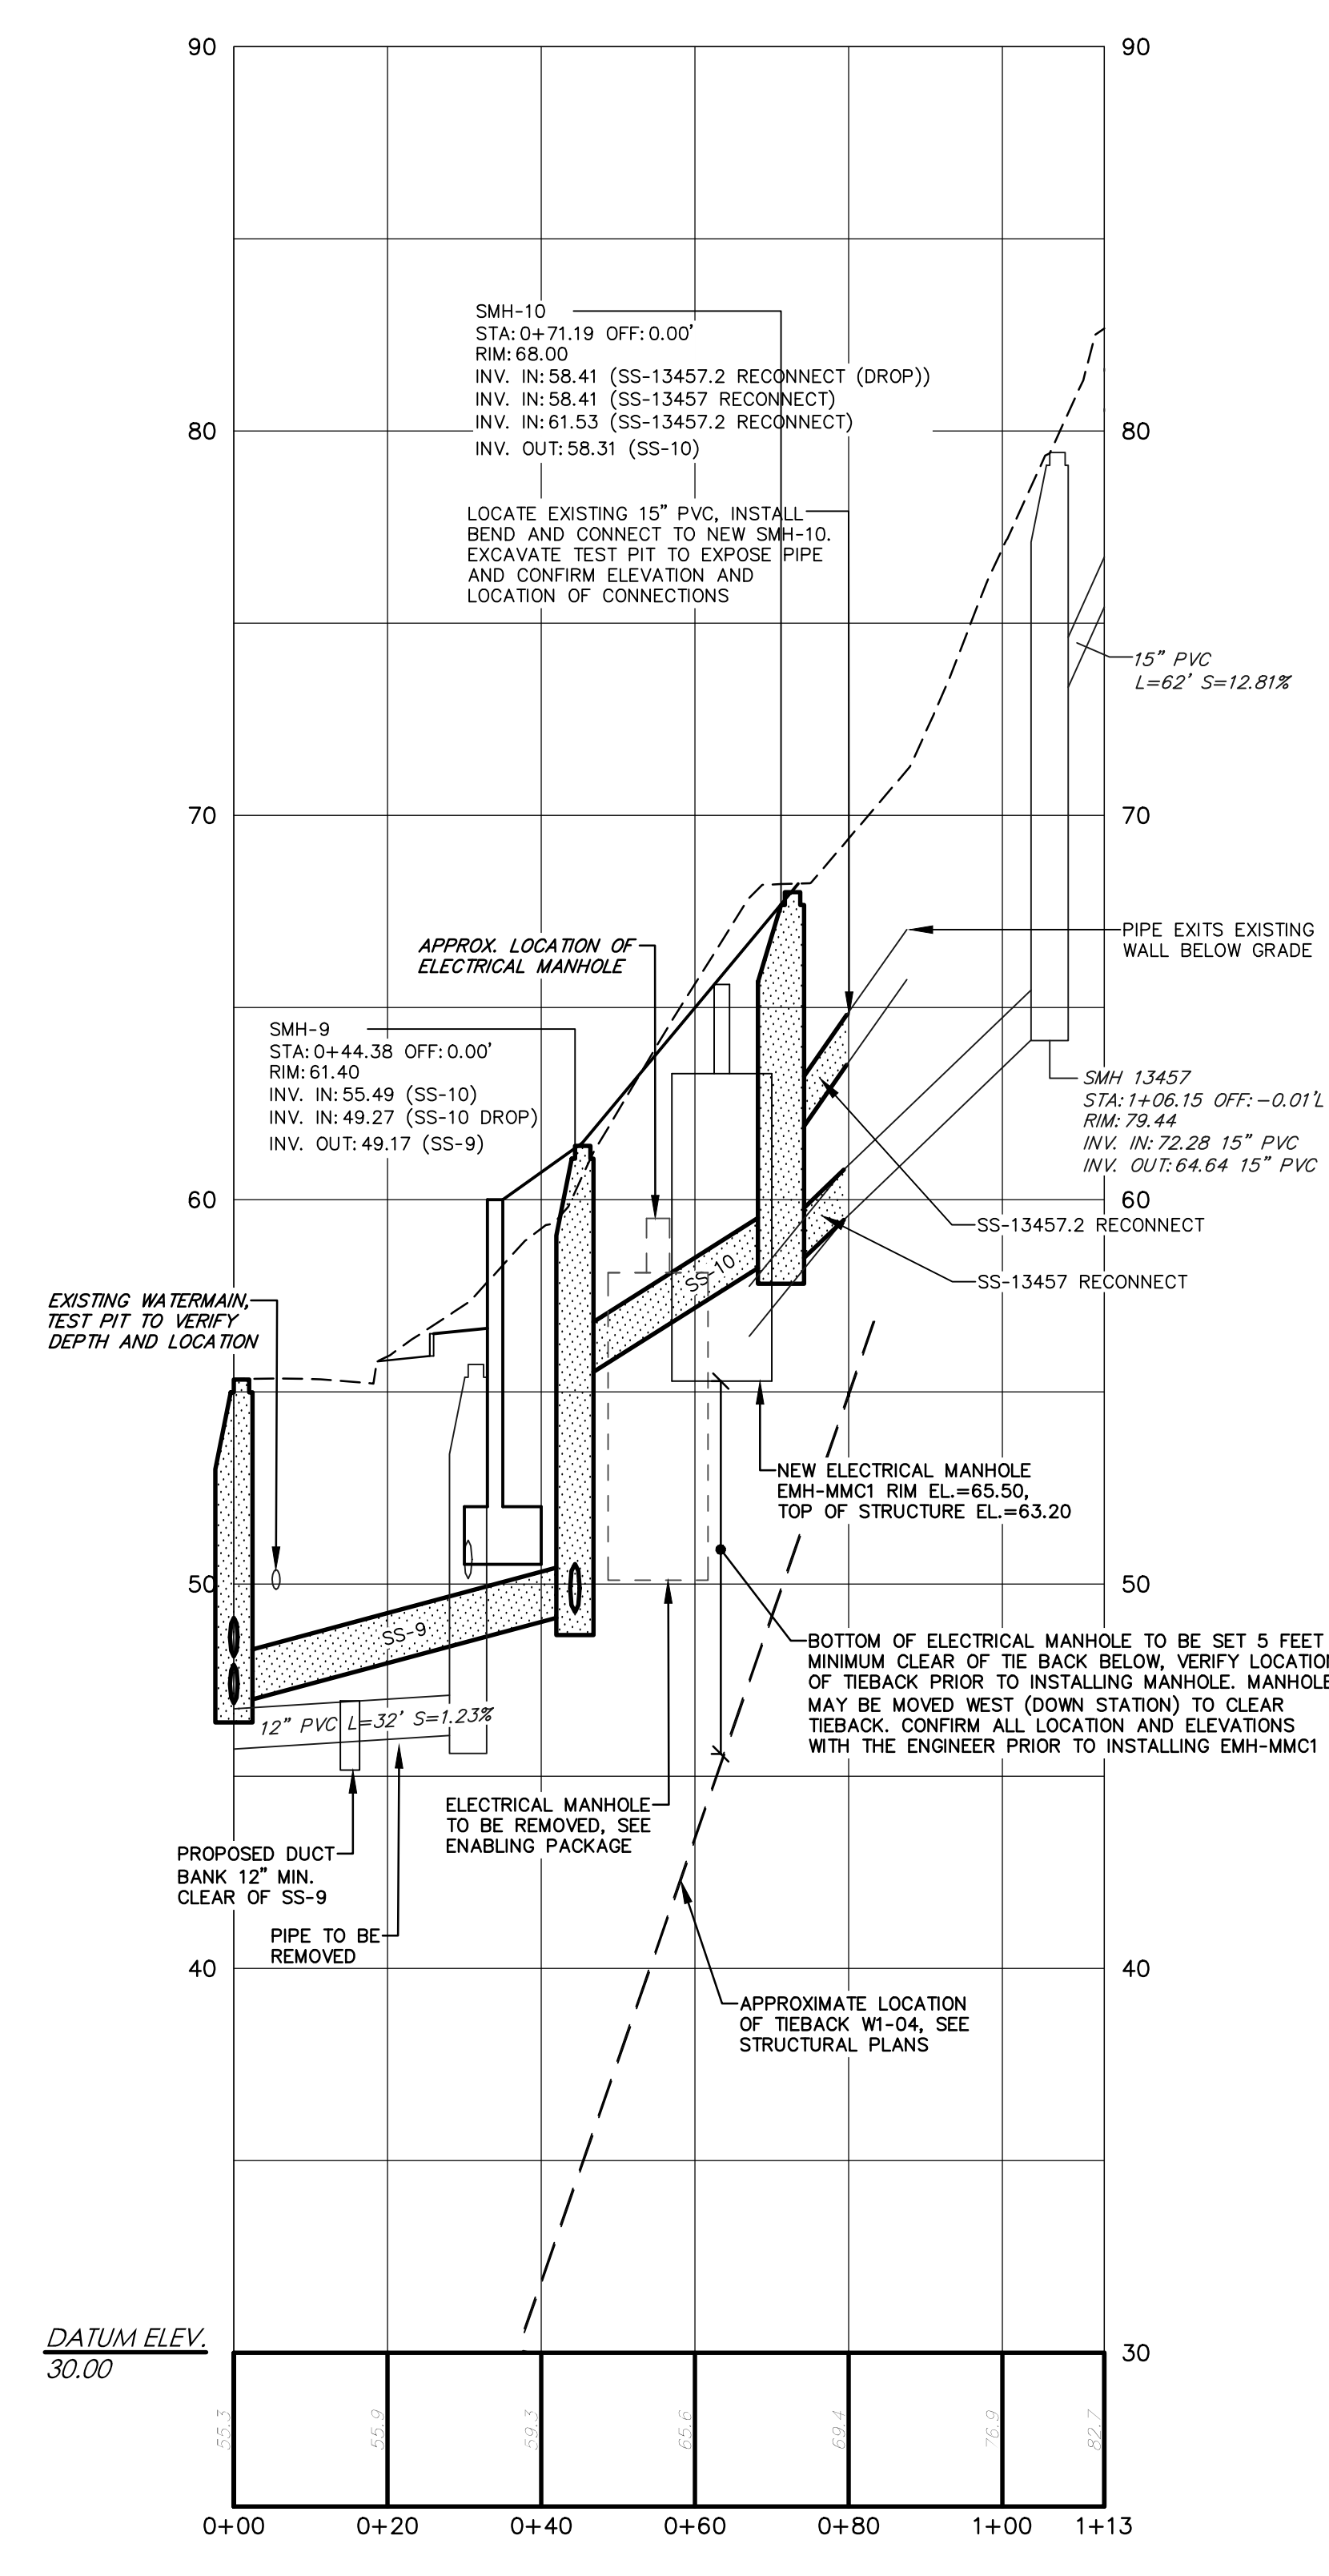 90
90
SMH-10
STA: 0+71.19 OFF: 0.00'
RIM: 68.00
INV. IN: 58.41 (SS-13457.2 RECONNECT (DROP))
INV. IN: 58.41 (SS-13457 RECONNECT)
INV. IN: 61.53 (SS-13457.2 RECONNECT)
INV. OUT: 58.31 (SS-10)
80
80
LOCATE EXISTING 15" PVC, INSTALL
BEND AND CONNECT TO NEW SMH-10.
EXCAVATE TEST PIT TO EXPOSE PIPE
AND CONFIRM ELEVATION AND
LOCATION OF CONNECTIONS
15" PVC
L=62' S=12.81%
70
70
PIPE EXITS EXISTING
WALL BELOW GRADE
APPROX. LOCATION OF
ELECTRICAL MANHOLE
SMH-9
STA: 0+44.38 OFF: 0.00'
RIM: 61.40
INV. IN: 55.49 (SS-10)
INV. IN: 49.27 (SS-10 DROP)
INV. OUT: 49.17 (SS-9)
SMH 13457
STA: 1+06.15 OFF: -0.01'L
RIM: 79.44
INV. IN: 72.28 15" PVC
INV. OUT: 64.64 15" PVC
60
60
SS-13457.2 RECONNECT
SS-10
SS-13457 RECONNECT
EXISTING WATERMAIN,
TEST PIT TO VERIFY
DEPTH AND LOCATION
NEW ELECTRICAL MANHOLE
EMH-MMC1 RIM EL.=65.50,
TOP OF STRUCTURE EL.=63.20
50
50
SS-9
BOTTOM OF ELECTRICAL MANHOLE TO BE SET 5 FEET
MINIMUM CLEAR OF TIE BACK BELOW, VERIFY LOCATION
OF TIEBACK PRIOR TO INSTALLING MANHOLE. MANHOLE
MAY BE MOVED WEST (DOWN STATION) TO CLEAR
TIEBACK. CONFIRM ALL LOCATION AND ELEVATIONS
WITH THE ENGINEER PRIOR TO INSTALLING EMH-MMC1
12" PVC L=32' S=1.23%
ELECTRICAL MANHOLE
TO BE REMOVED, SEE
ENABLING PACKAGE
PROPOSED DUCT
BANK 12" MIN.
CLEAR OF SS-9
PIPE TO BE
REMOVED
40
40
APPROXIMATE LOCATION
OF TIEBACK W1-04, SEE
STRUCTURAL PLANS
DATUM ELEV.
30.00
30
55.3
55.9
59.3
65.6
69.4
76.9
82.7
0+00
0+20
0+40
0+60
0+80
1+00
1+13